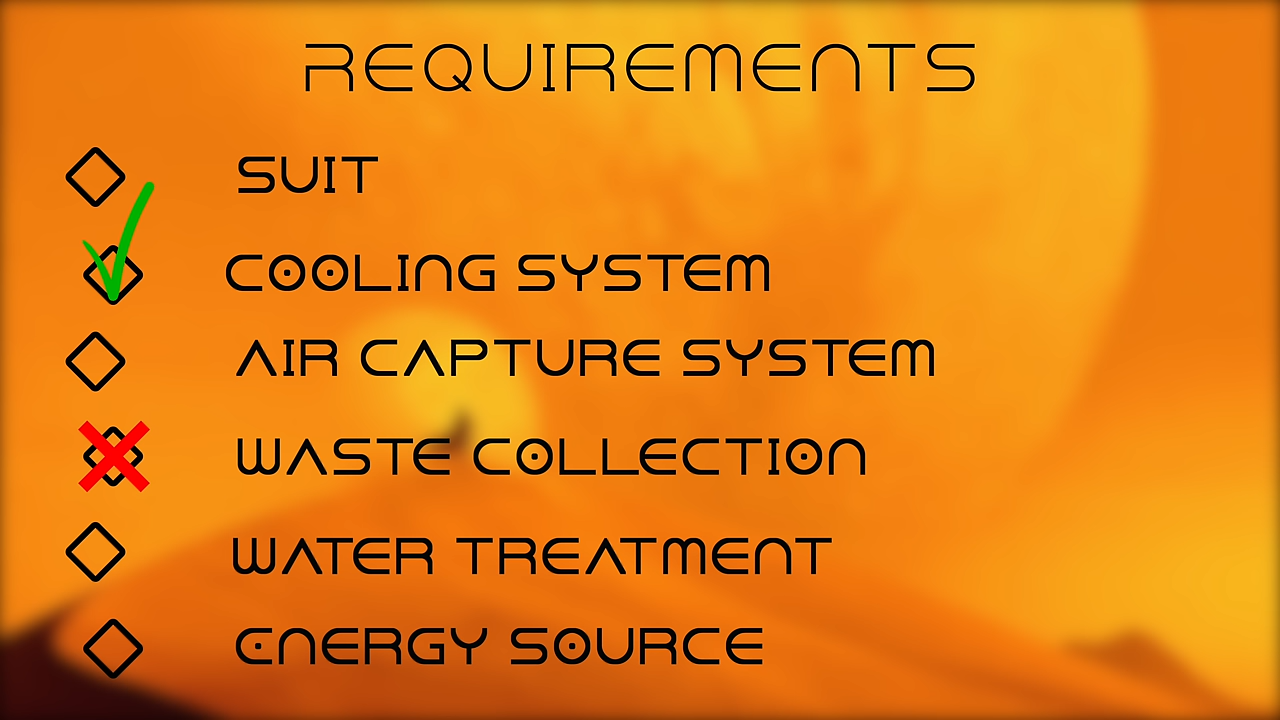 REQUIREMENTS
SUIT
COOLING SYSTEM
AIR CAPTURE SYSTEM
WASTE COLLECTION
WATER TREATMENT
ENERGY SOURCE